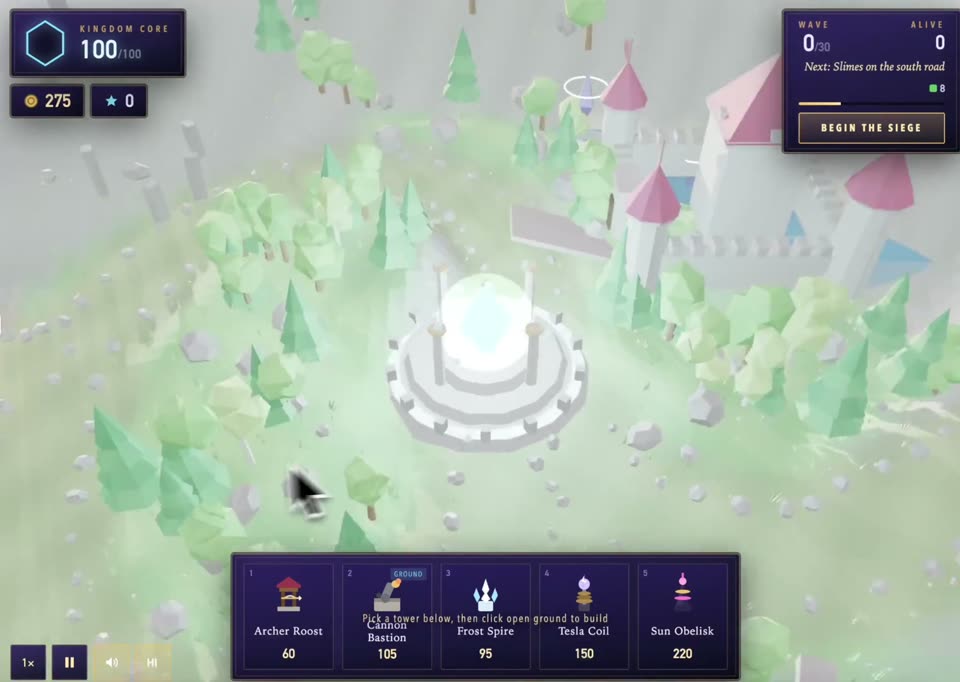 KINGDOM CORE
100/100
275
0
WAVE
ALIVE
0/30
0
Next: Slimes on the south road
8
BEGIN THE SIEGE
1
2
GROUND
3
4
5
Pick a tower below, then click open ground to build
Archer Roost
Cannon
Bastion
Frost Spire
Tesla Coil
Sun Obelisk
60
105
95
150
220
1×
HI